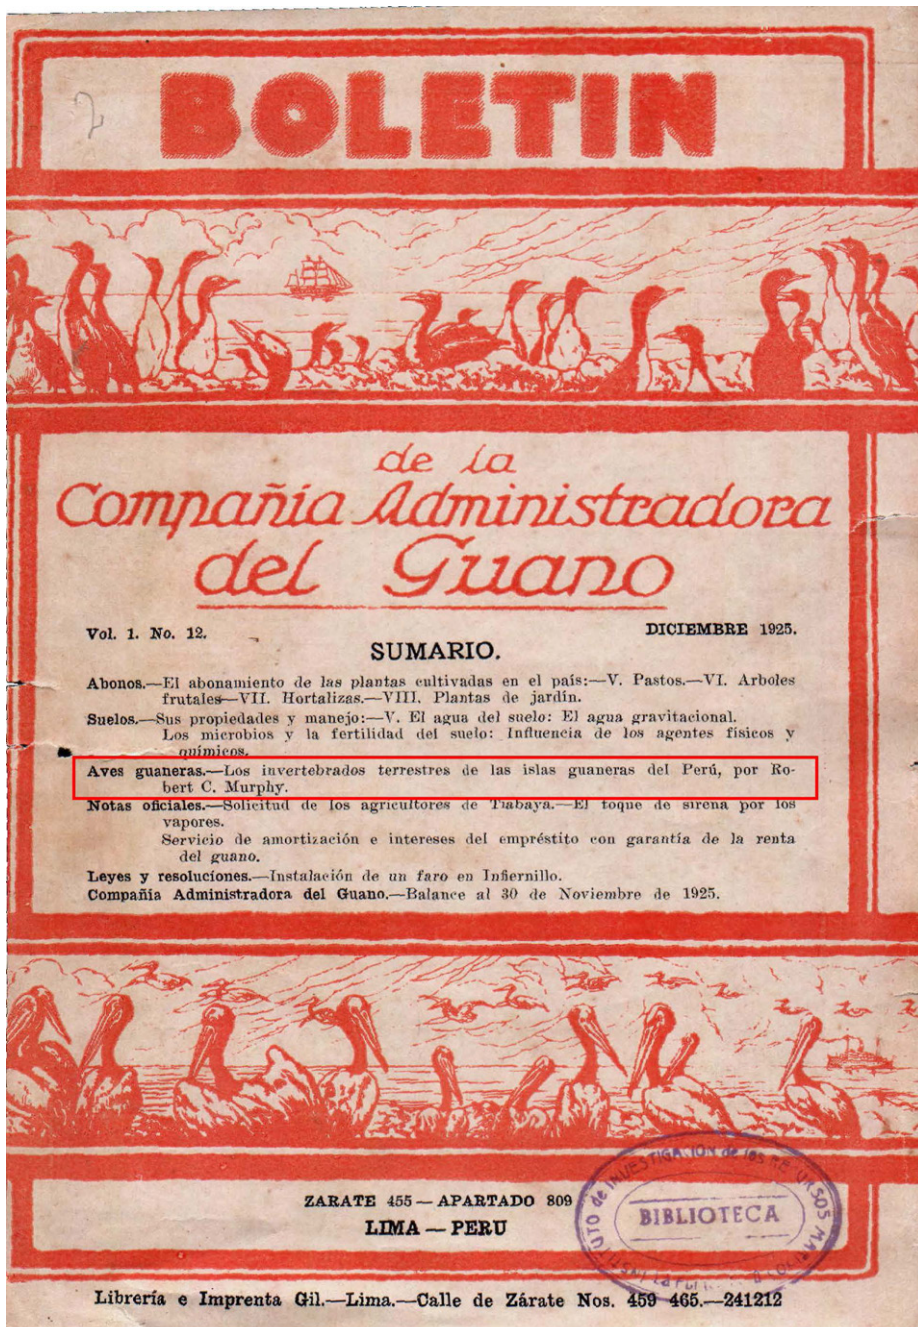 2
BOLETIN
de la
Compañia Administradora
del Guano
Vol. 1. No. 12.
DICIEMBRE 1925.
SUMARIO.
Abonos.—El abonamiento de las plantas cultivadas en el país:—V. Pastos.—VI. Arboles
frutales—VII. Hortalizas.—VIII. Plantas de jardín.
Suelos.—Sus propiedades y manejo:—V. El agua del suelo: El agua gravitacional.
Los microbios y la fertilidad del suelo: Influencia de los agentes físicos y
químicos.
Aves guaneras.—Los invertebrados terrestres de las islas guaneras del Perú, por Ro-
bert C. Murphy.
Notas oficiales.—Solicitud de los agricultores de Tiabaya.—El toque de sirena por los
vapores.
Servicio de amortización e intereses del empréstito con garantía de la renta
del guano.
Leyes y resoluciones.—Instalación de un faro en Infiernillo.
Compañia Administradora del Guano.—Balance al 30 de Noviembre de 1925.
ZARATE 455—APARTADO 809
LIMA—PERU
INSTITUTO de INVESTIGACION de los RECURSOS
BIBLIOTECA
Librería e Imprenta Gil.—Lima.—Calle de Zárate Nos. 459 465.—241212